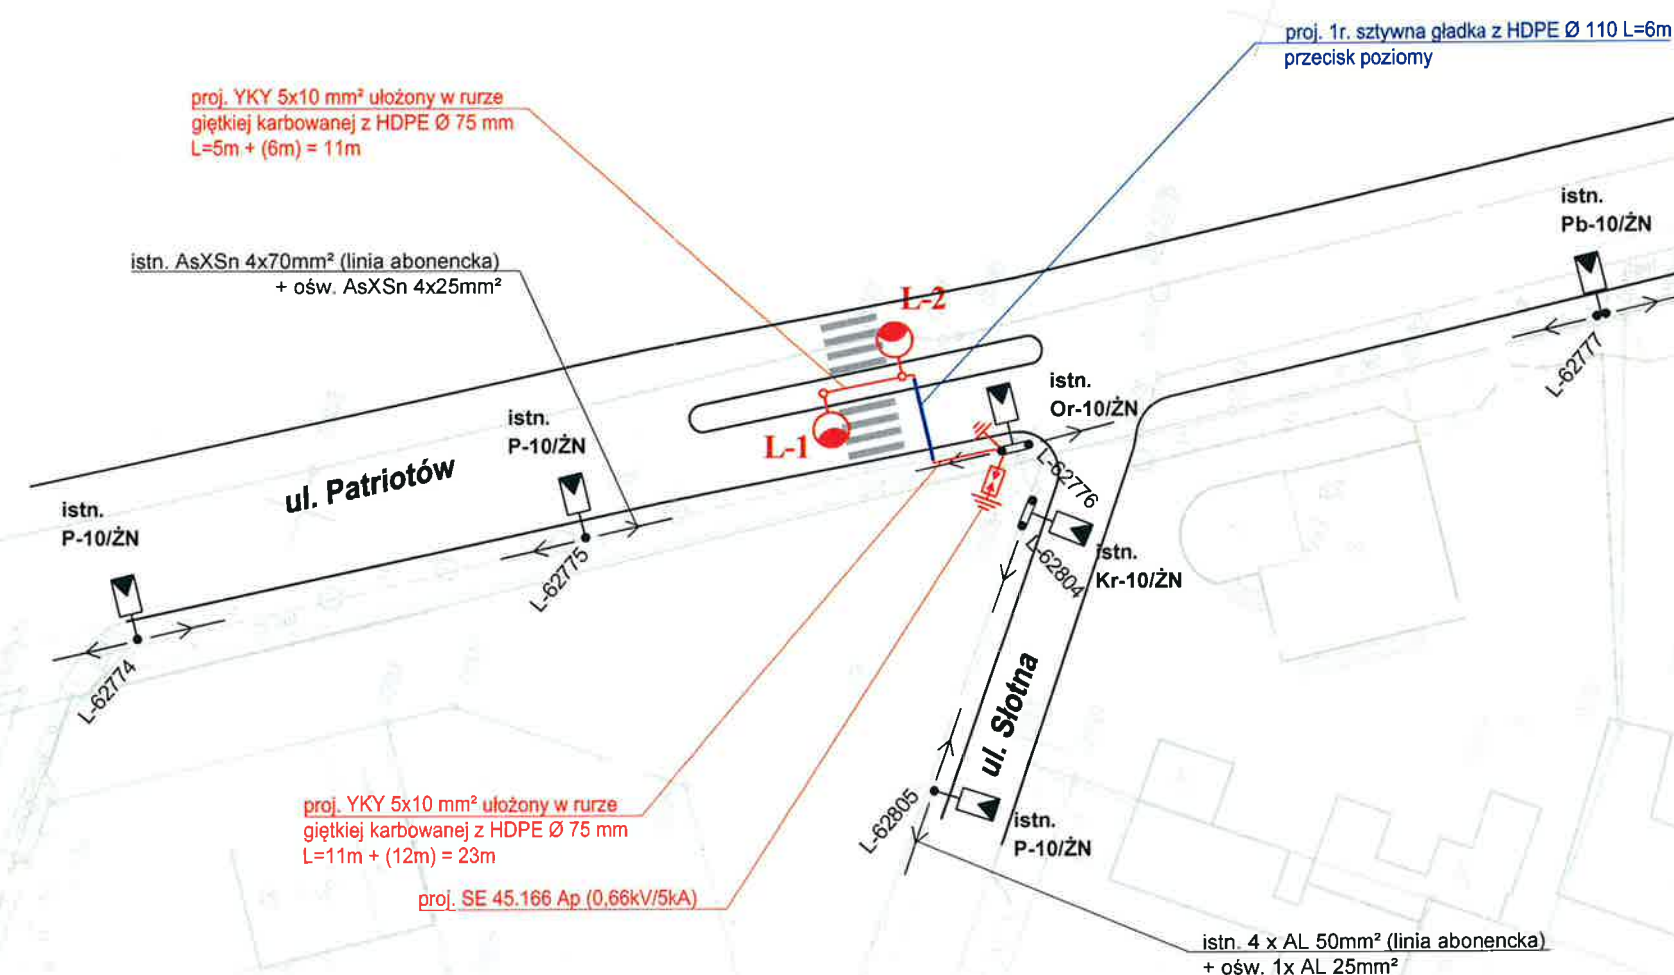 proj. 1r. sztywna gładka z HDPE Ø 110 L=6m
przecisk poziomy
proj. YKY 5x10 mm² ułożony w rurze
giętkiej karbowanej z HDPE Ø 75 mm
L=5m + (6m) = 11m
istn.
Pb-10/ŻN
istn. AsXSn 4x70mm² (linia abonencka)
+ ośw. AsXSn 4x25mm²
L-2
L-62777
istn.
Or-10/ŻN
istn.
P-10/ŻN
L-1
ul. Patriotów
L-62776
istn.
P-10/ŻN
L-62775
L-62804
istn.
Kr-10/ŻN
L-62774
ul. Słotna
L-62805
istn.
P-10/ŻN
proj. YKY 5x10 mm² ułożony w rurze
giętkiej karbowanej z HDPE Ø 75 mm
L=11m + (12m) = 23m
proj. SE 45.166 Ap (0,66kV/5kA)
istn. 4 x AL 50mm² (linia abonencka)
+ ośw. 1x AL 25mm²